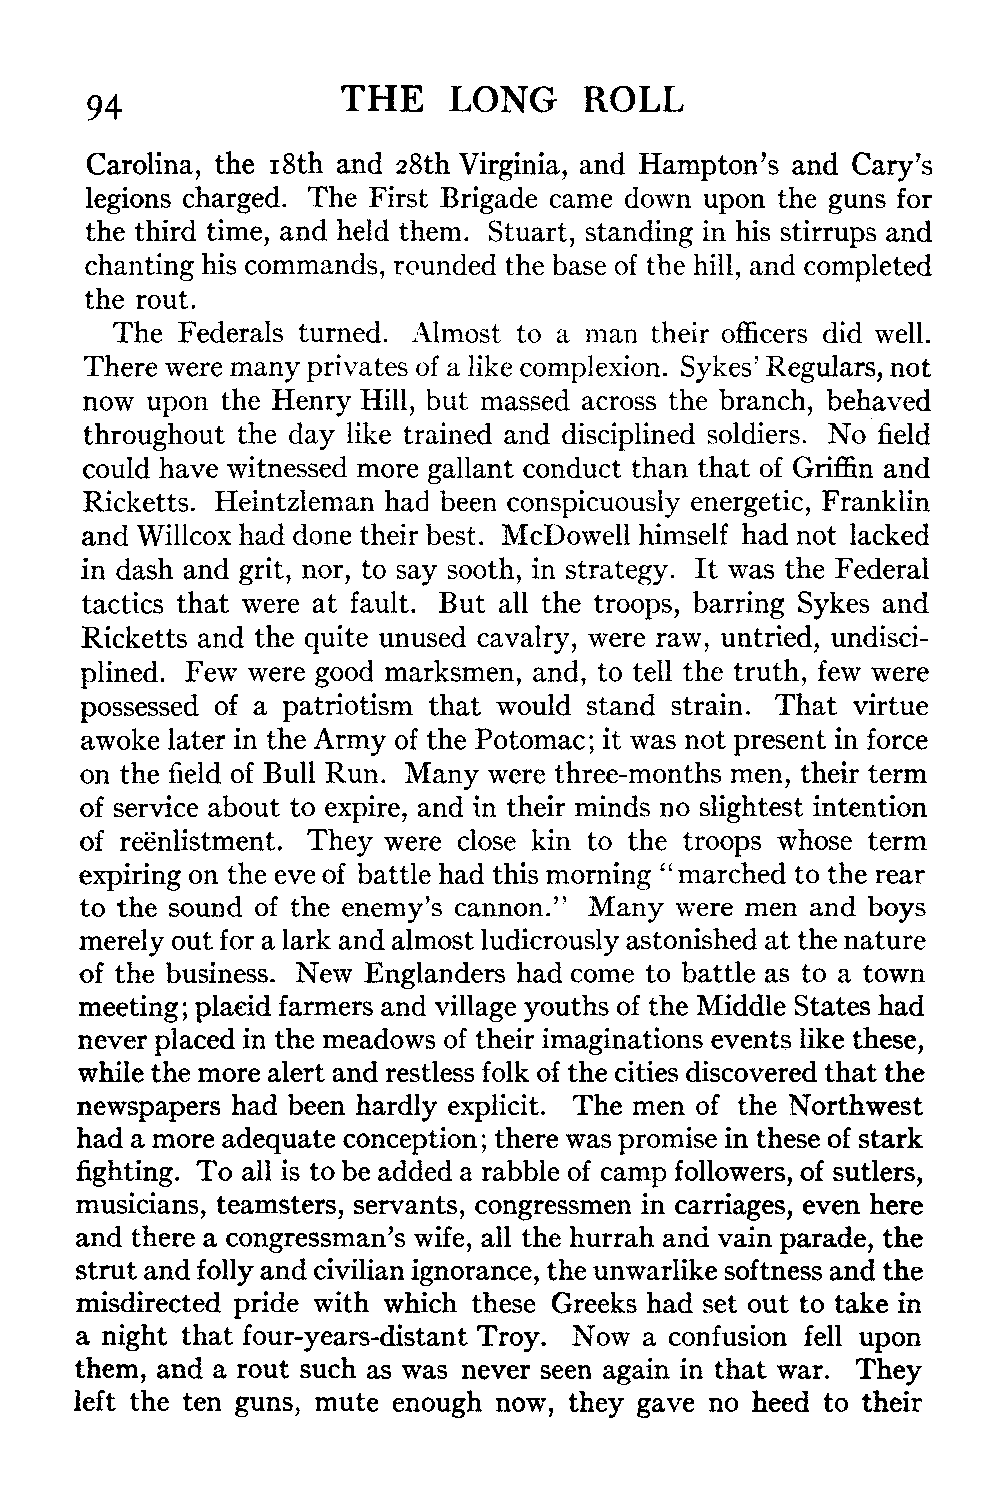 94 THE LONG ROLL
Carolina, the 18th and 28th Virginia, and Hampton's and Cary's
legions charged. The First Brigade came down upon the guns for
the third time, and held them. Stuart, standing in his stirrups and
chanting his commands, rounded the base of the hill, and completed
the rout.
The Federals turned. Almost to a man their officers did well.
There were many privates of a like complexion. Sykes' Regulars, not
now upon the Henry Hill, but massed across the branch, behaved
throughout the day like trained and disciplined soldiers. No field
could have witnessed more gallant conduct than that of Griffin and
Ricketts. Heintzleman had been conspicuously energetic, Franklin
and Willcox had done their best. McDowell himself had not lacked
in dash and grit, nor, to say sooth, in strategy. It was the Federal
tactics that were at fault. But all the troops, barring Sykes and
Ricketts and the quite unused cavalry, were raw, untried, undisci-
plined. Few were good marksmen, and, to tell the truth, few were
possessed of a patriotism that would stand strain. That virtue
awoke later in the Army of the Potomac; it was not present in force
on the field of Bull Run. Many were three-months men, their term
of service about to expire, and in their minds no slightest intention
of reënlistment. They were close kin to the troops whose term
expiring on the eve of battle had this morning "marched to the rear
to the sound of the enemy's cannon." Many were men and boys
merely out for a lark and almost ludicrously astonished at the nature
of the business. New Englanders had come to battle as to a town
meeting; placid farmers and village youths of the Middle States had
never placed in the meadows of their imaginations events like these,
while the more alert and restless folk of the cities discovered that the
newspapers had been hardly explicit. The men of the Northwest
had a more adequate conception; there was promise in these of stark
fighting. To all is to be added a rabble of camp followers, of sutlers,
musicians, teamsters, servants, congressmen in carriages, even here
and there a congressman's wife, all the hurrah and vain parade, the
strut and folly and civilian ignorance, the unwarlike softness and the
misdirected pride with which these Greeks had set out to take in
a night that four-years-distant Troy. Now a confusion fell upon
them, and a rout such as was never seen again in that war. They
left the ten guns, mute enough now, they gave no heed to their